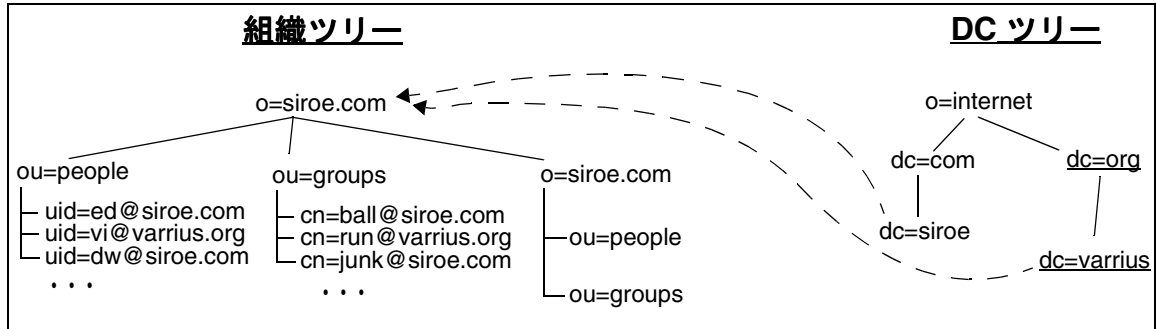 組織ツリー
DC ツリー
o=siroe.com
o=internet
ou=people
ou=groups
o=siroe.com
dc=com
dc=org
uid=ed@siroe.com
uid=vi@varrius.org
uid=dw@siroe.com
. . .
cn=ball@siroe.com
cn=run@varrius.org
cn=junk@siroe.com
. . .
ou=people
ou=groups
dc=siroe
dc=varrius